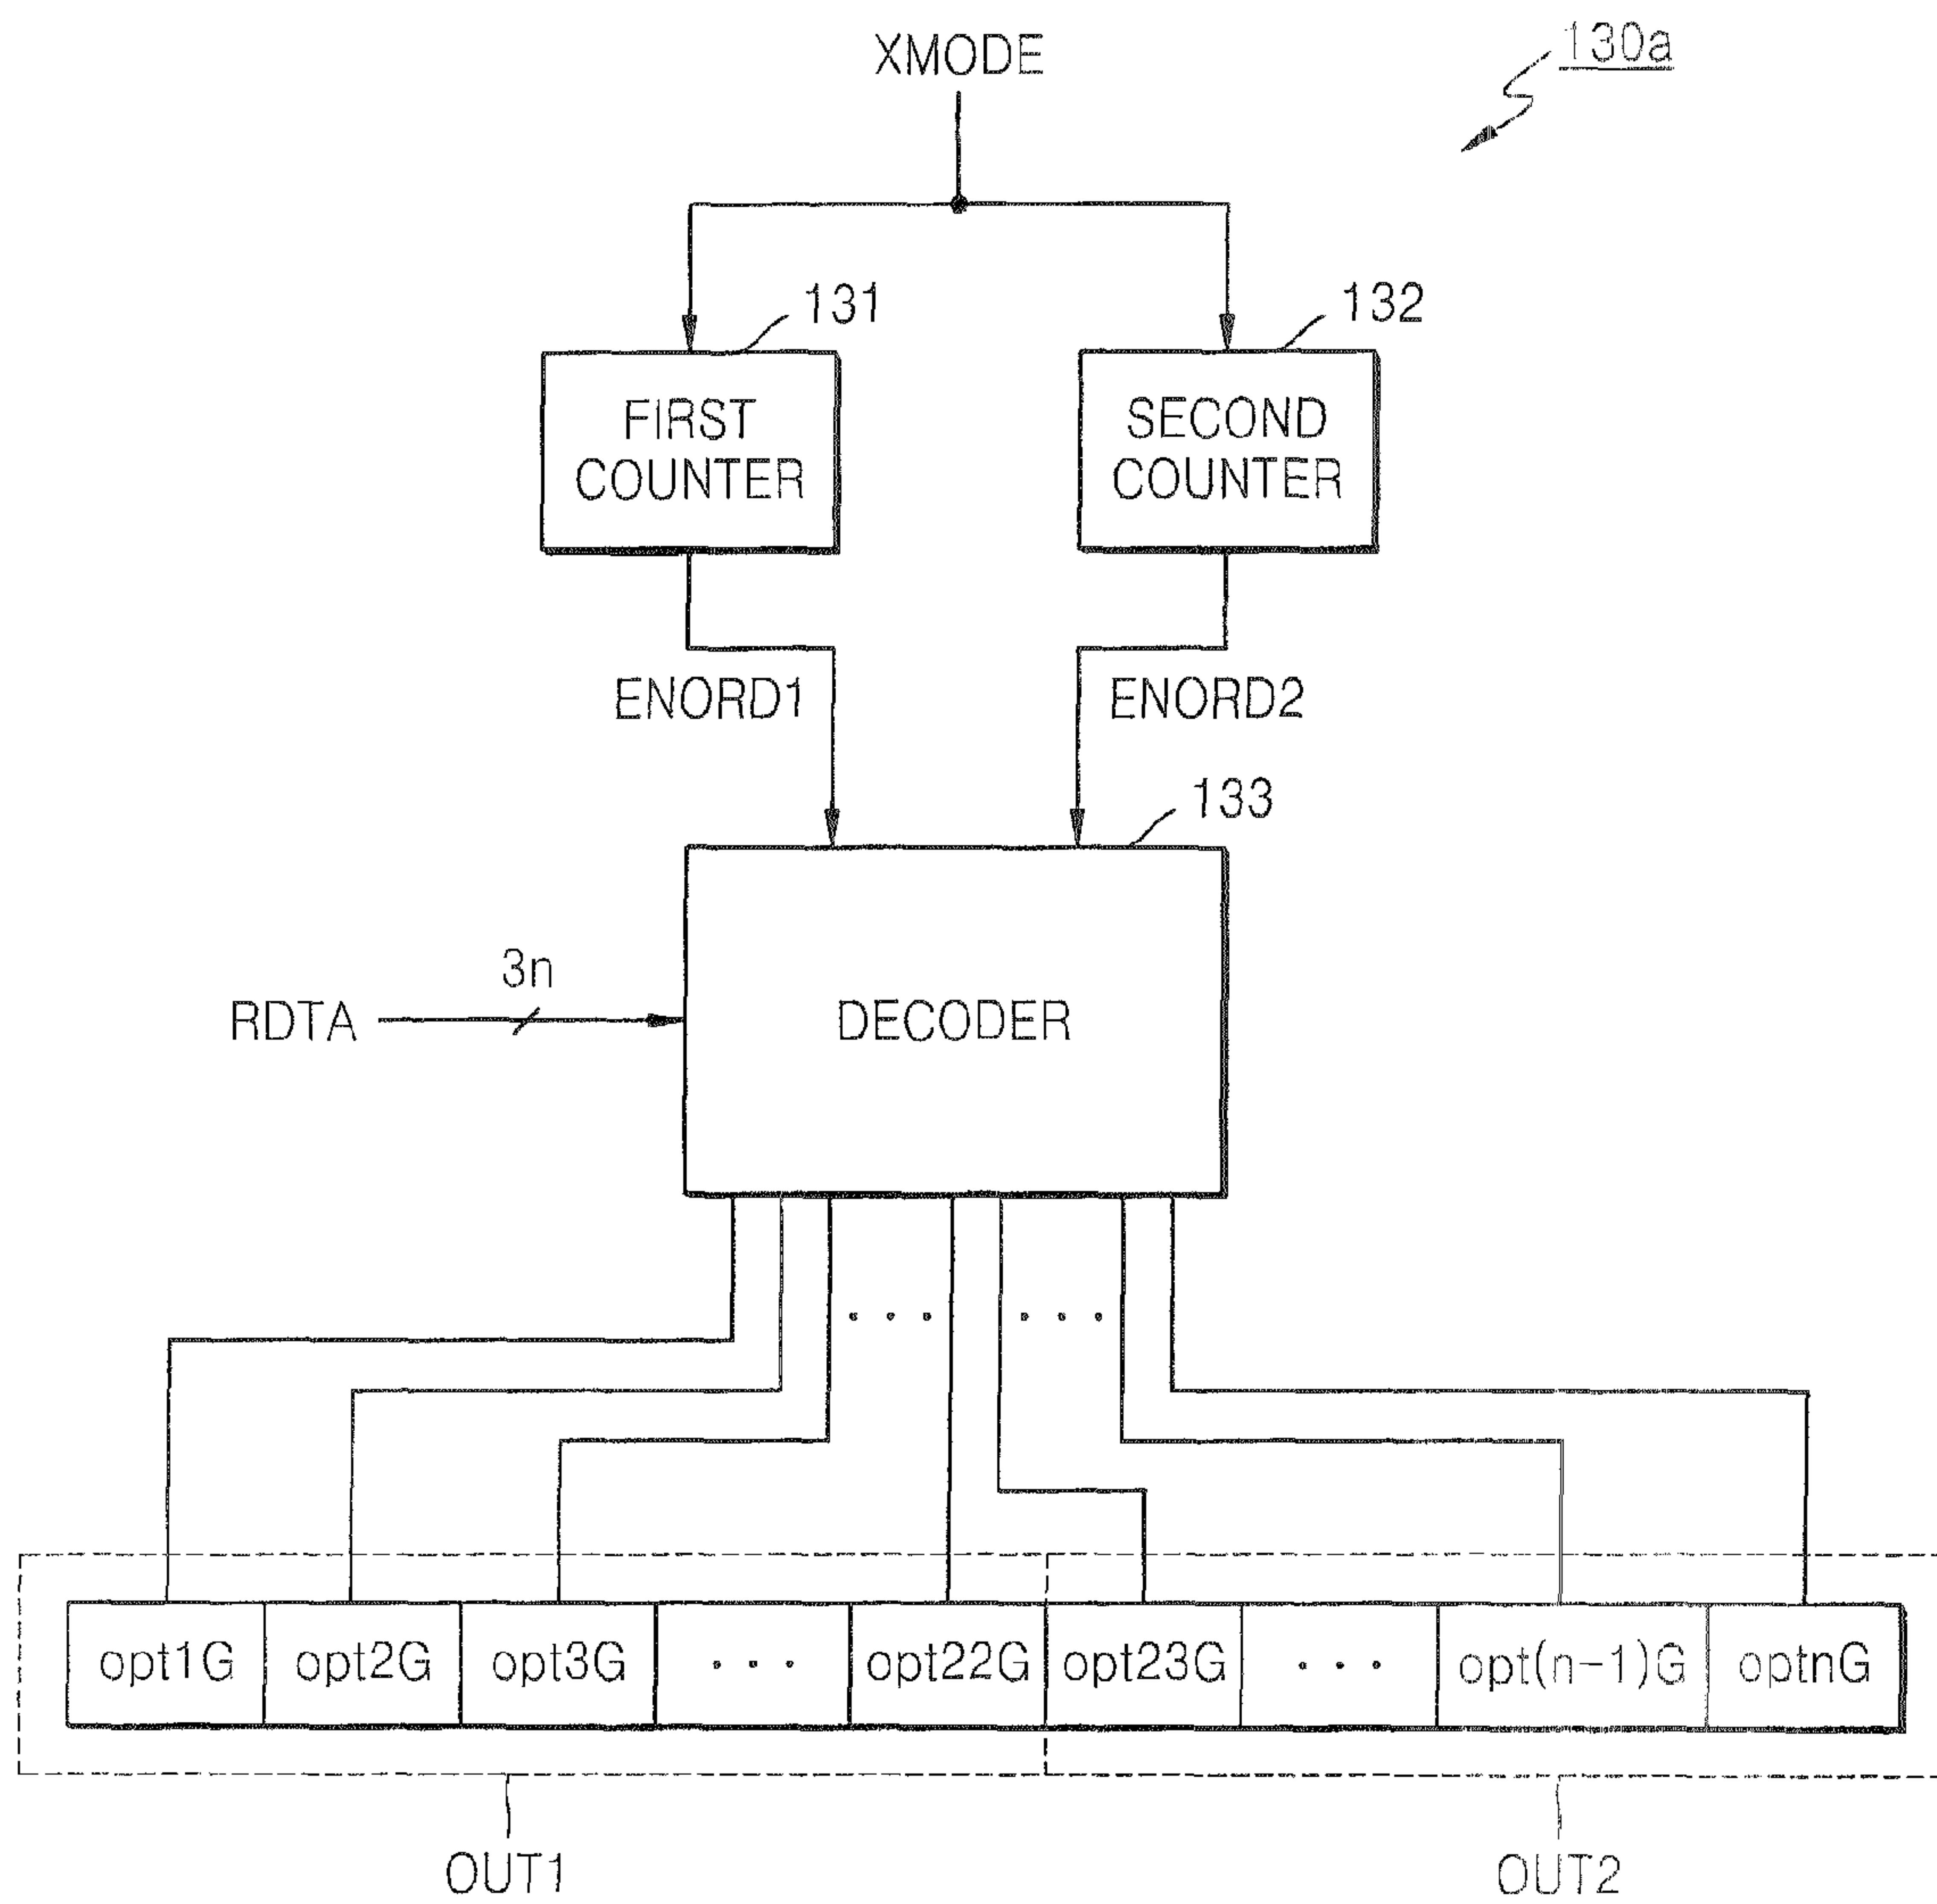 XMODE
130a
131
132
FIRST
COUNTER
SECOND
COUNTER
ENORD1
ENORD2
133
3n
RDTA
DECODER
. . .
. . .
opt1G
opt2G
opt3G
. . .
opt22G
opt23G
. . .
opt(n-1)G
optnG
OUT1
OUT2